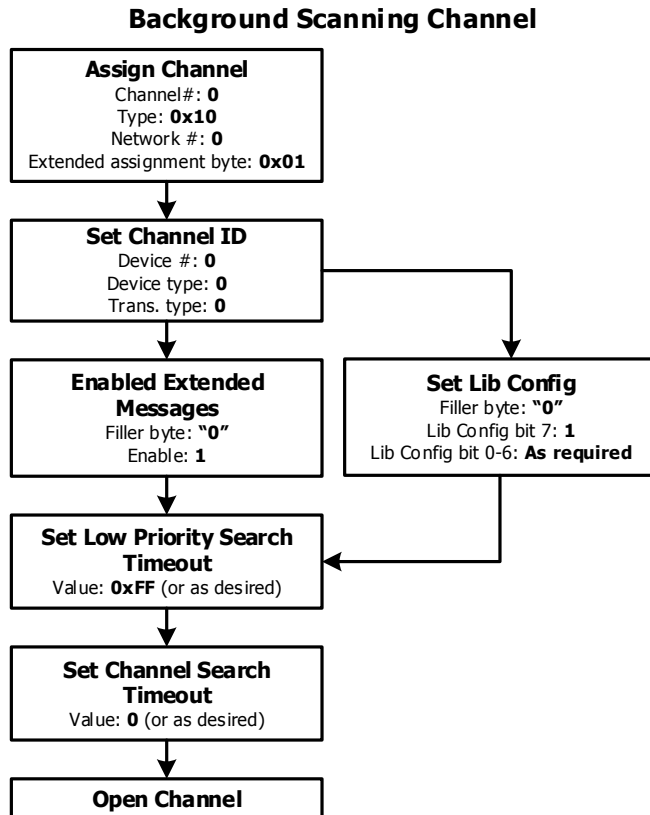 Background Scanning Channel
Assign Channel
Channel#: 0
Type: 0x10
Network #: 0
Extended assignment byte: 0x01
Set Channel ID
Device #: 0
Device type: 0
Trans. type: 0
Enabled Extended
Messages
Filler byte: “0”
Enable: 1
Set Lib Config
Filler byte: “0”
Lib Config bit 7: 1
Lib Config bit 0-6: As required
Set Low Priority Search
Timeout
Value: 0xFF (or as desired)
Set Channel Search
Timeout
Value: 0 (or as desired)
Open Channel